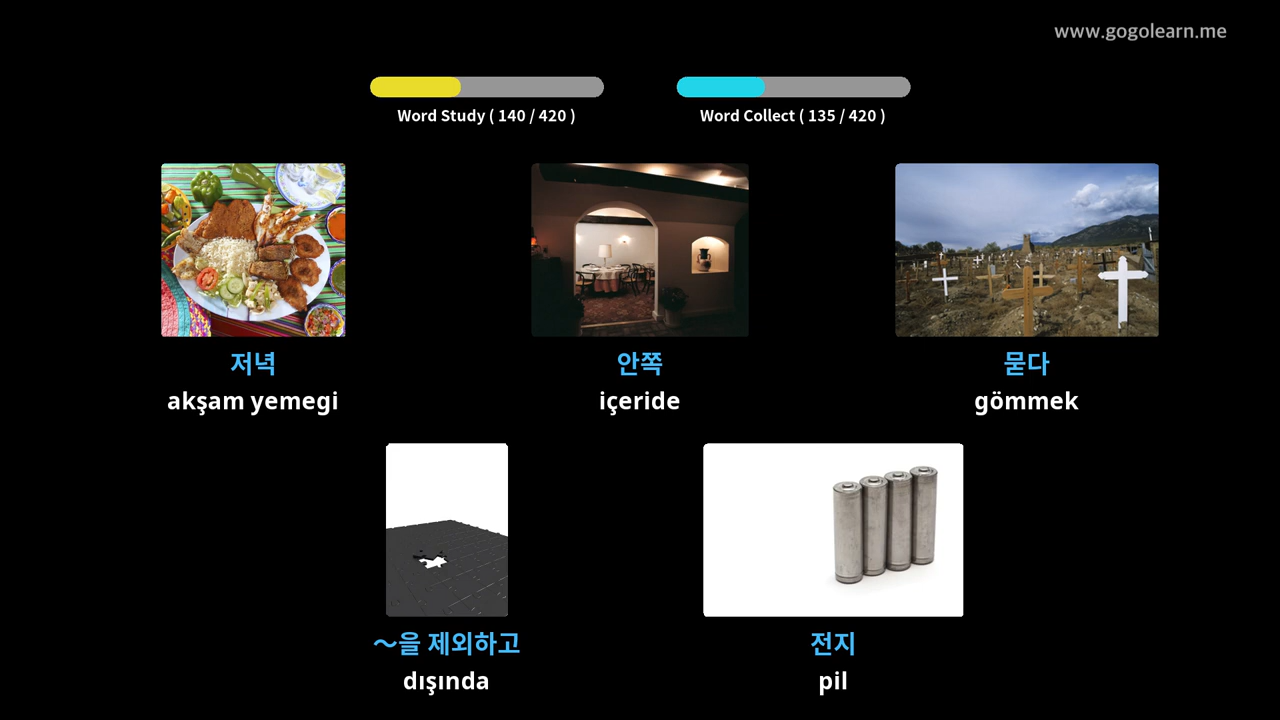 www.gogolearn.me
Word Study ( 140 / 420 )
Word Collect ( 135 / 420 )
저녁
akşam yemegi
안쪽
içeride
묻다
gömmek
～을 제외하고
dışında
전지
pil